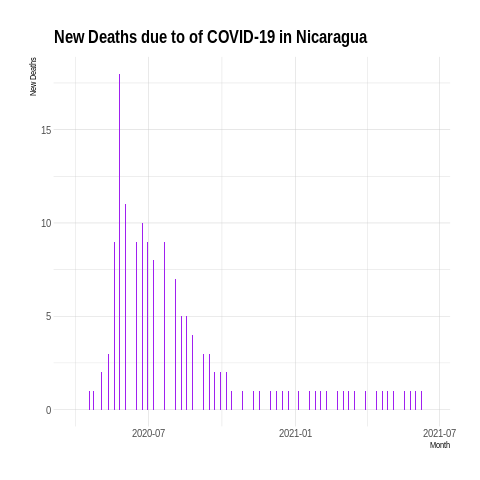 New Deaths due to of COVID-19 in Nicaragua
New Deaths
15
10
5
0
2020-07
2021-01
2021-07
Month